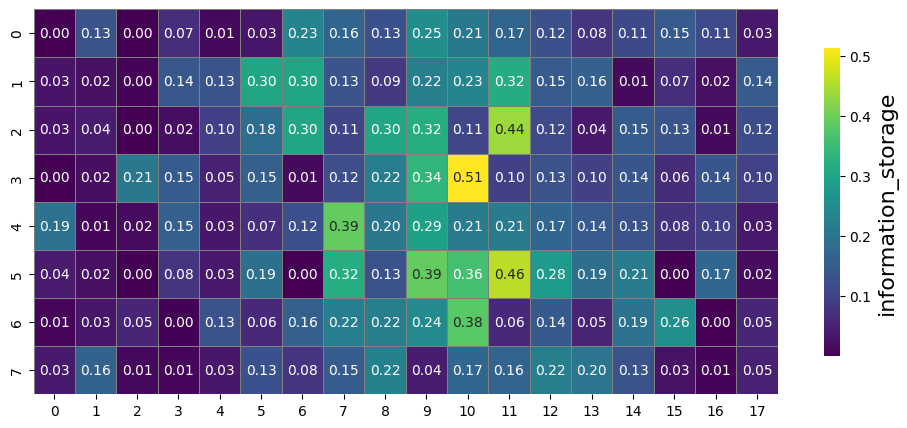 0 0.00 0.13 0.00 0.07 0.01 0.03 0.23 0.16 0.13 0.25 0.21 0.17 0.12 0.08 0.11 0.15 0.11 0.03
1 0.03 0.02 0.00 0.14 0.13 0.30 0.30 0.13 0.09 0.22 0.23 0.32 0.15 0.16 0.01 0.07 0.02 0.14
2 0.03 0.04 0.00 0.02 0.10 0.18 0.30 0.11 0.30 0.32 0.11 0.44 0.12 0.04 0.15 0.13 0.01 0.12
3 0.00 0.02 0.21 0.15 0.05 0.15 0.01 0.12 0.22 0.34 0.51 0.10 0.13 0.10 0.14 0.06 0.14 0.10
4 0.19 0.01 0.02 0.15 0.03 0.07 0.12 0.39 0.20 0.29 0.21 0.21 0.17 0.14 0.13 0.08 0.10 0.03
5 0.04 0.02 0.00 0.08 0.03 0.19 0.00 0.32 0.13 0.39 0.36 0.46 0.28 0.19 0.21 0.00 0.17 0.02
6 0.01 0.03 0.05 0.00 0.13 0.06 0.16 0.22 0.22 0.24 0.38 0.06 0.14 0.05 0.19 0.26 0.00 0.05
7 0.03 0.16 0.01 0.01 0.03 0.13 0.08 0.15 0.22 0.04 0.17 0.16 0.22 0.20 0.13 0.03 0.01 0.05
0 1 2 3 4 5 6 7 8 9 10 11 12 13 14 15 16 17
0.5
0.4
0.3
0.2
0.1
information_storage